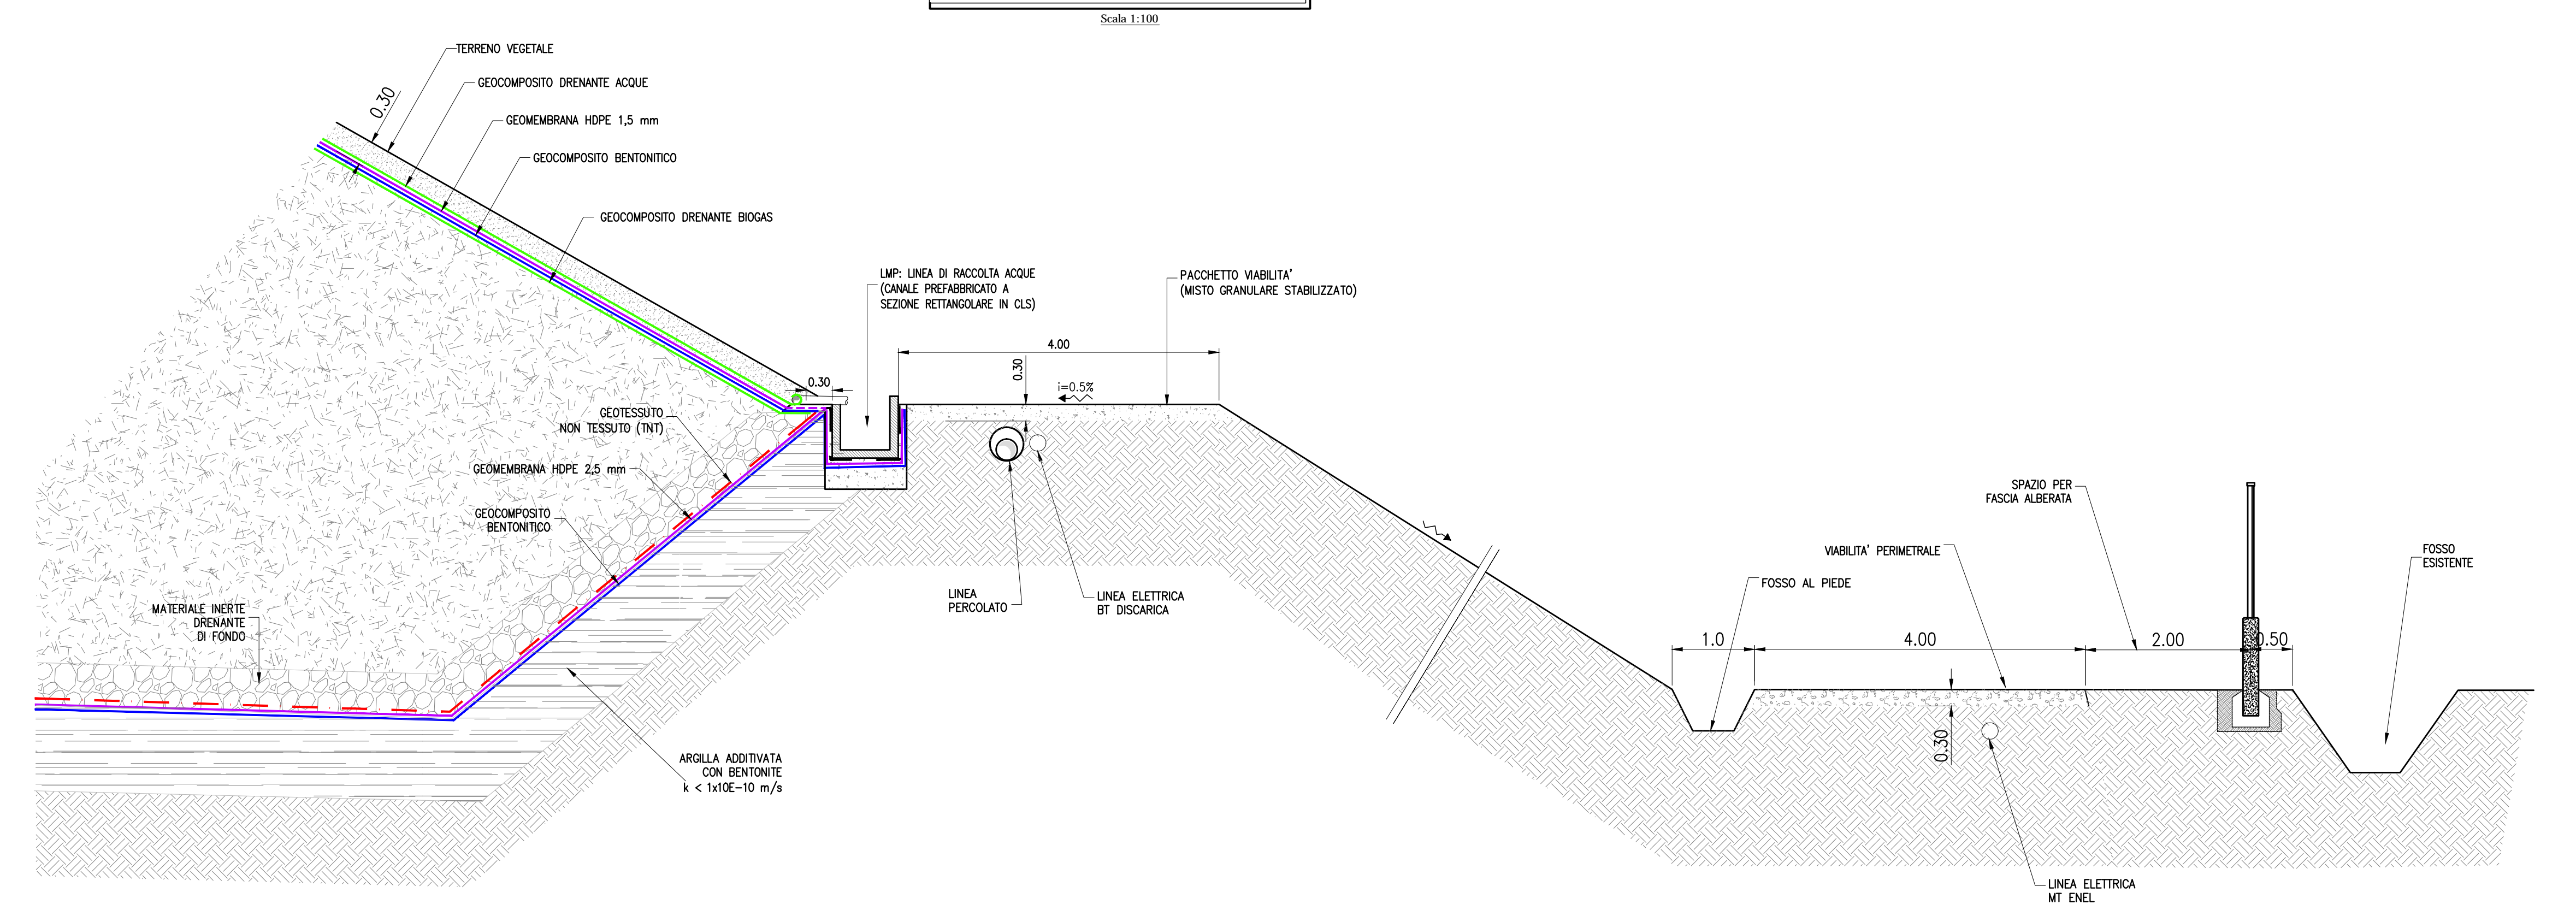 Scala 1:100
TERRENO VEGETALE
GEOCOMPOSITO DRENANTE ACQUE
0.30
GEOMEMBRANA HDPE 1,5 mm
GEOCOMPOSITO BENTONITICO
GEOCOMPOSITO DRENANTE BIOGAS
LMP: LINEA DI RACCOLTA ACQUE
(CANALE PREFABBRICATO A
SEZIONE RETTANGOLARE IN CLS)
PACCHETTO VIABILITA'
(MISTO GRANULARE STABILIZZATO)
4.00
0.30
0.30
i=0.5%
GEOTESSUTO
NON TESSUTO (TNT)
GEOMEMBRANA HDPE 2,5 mm
GEOCOMPOSITO
BENTONITICO
SPAZIO PER
FASCIA ALBERATA
VIABILITA' PERIMETRALE
FOSSO
ESISTENTE
FOSSO AL PIEDE
LINEA
PERCOLATO
LINEA ELETTRICA
BT DISCARICA
MATERIALE INERTE
DRENANTE
DI FONDO
1.0
4.00
2.00
0.50
0.30
ARGILLA ADDITIVATA
CON BENTONITE
k < 1x10E-10 m/s
LINEA ELETTRICA
MT ENEL